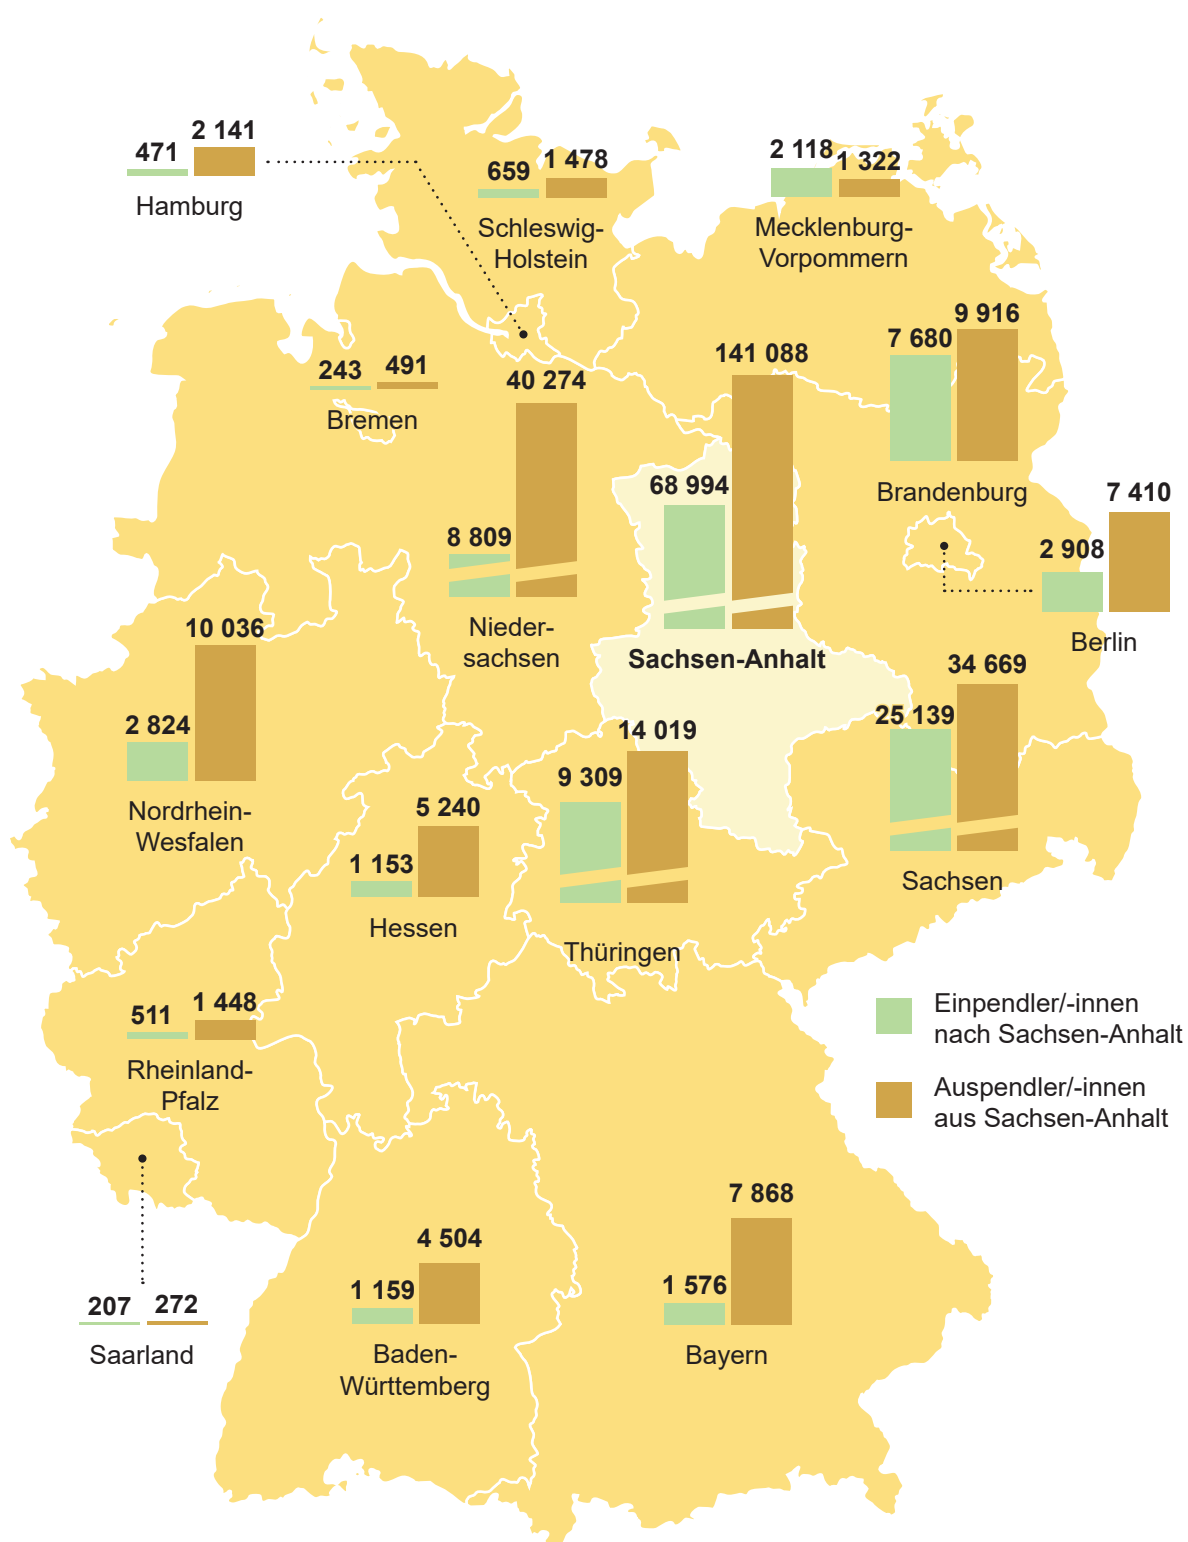 471
2 141
Hamburg
659
1 478
Schleswig-
Holstein
2 118
1 322
Mecklenburg-
Vorpommern
243
491
Bremen
8 809
40 274
Nieder-
sachsen
68 994
141 088
Sachsen-Anhalt
7 680
9 916
Brandenburg
2 908
7 410
Berlin
2 824
10 036
Nordrhein-
Wesfalen
1 153
5 240
Hessen
9 309
14 019
Thüringen
25 139
34 669
Sachsen
511
1 448
Rheinland-
Pfalz
Einpendler/-innen
nach Sachsen-Anhalt
Auspendler/-innen
aus Sachsen-Anhalt
207
272
Saarland
1 159
4 504
Baden-
Württemberg
1 576
7 868
Bayern